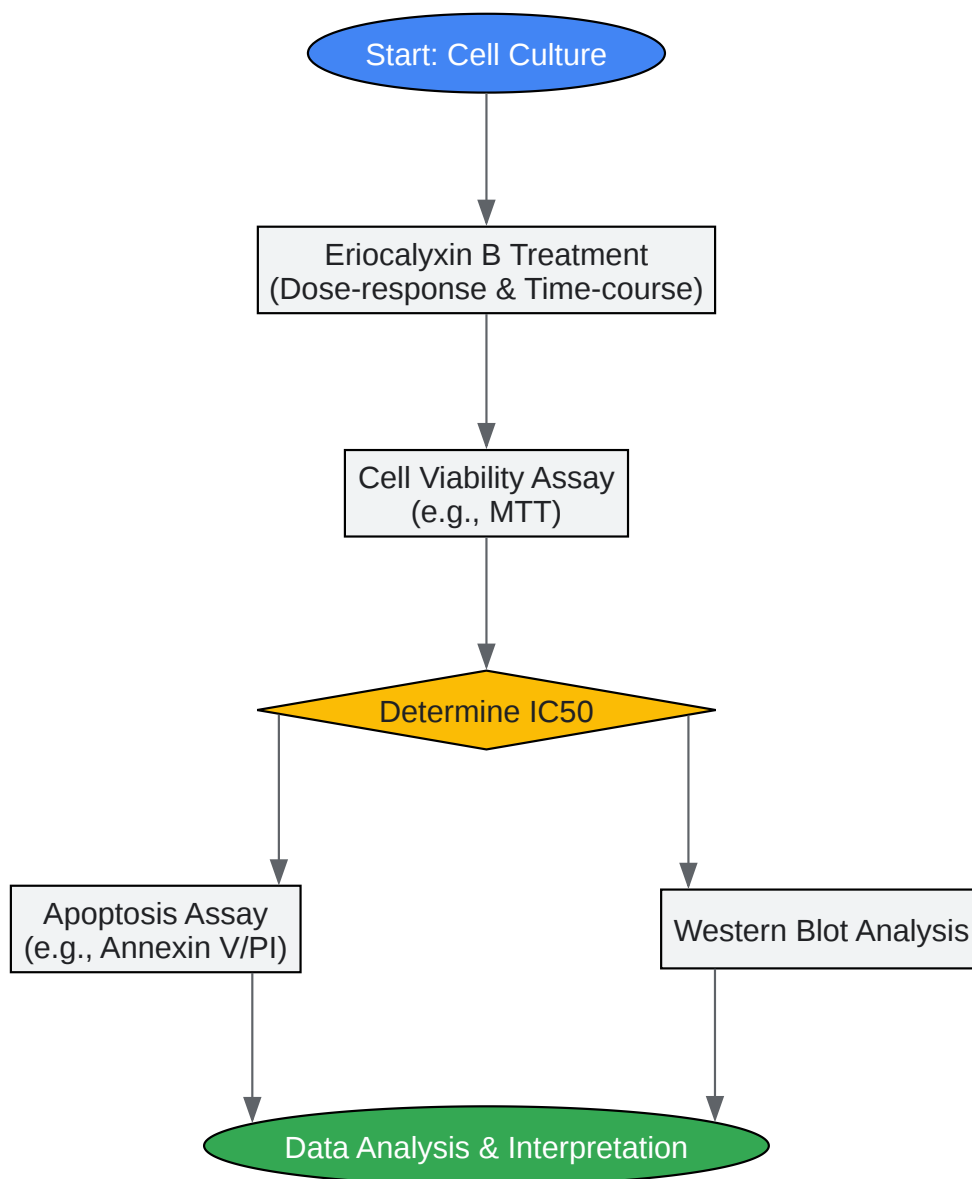 Start: Cell Culture
Eriocalyxin B Treatment
(Dose-response & Time-course)
Cell Viability Assay
(e.g., MTT)
Determine IC50
Apoptosis Assay
(e.g., Annexin V/PI)
Western Blot Analysis
Data Analysis & Interpretation